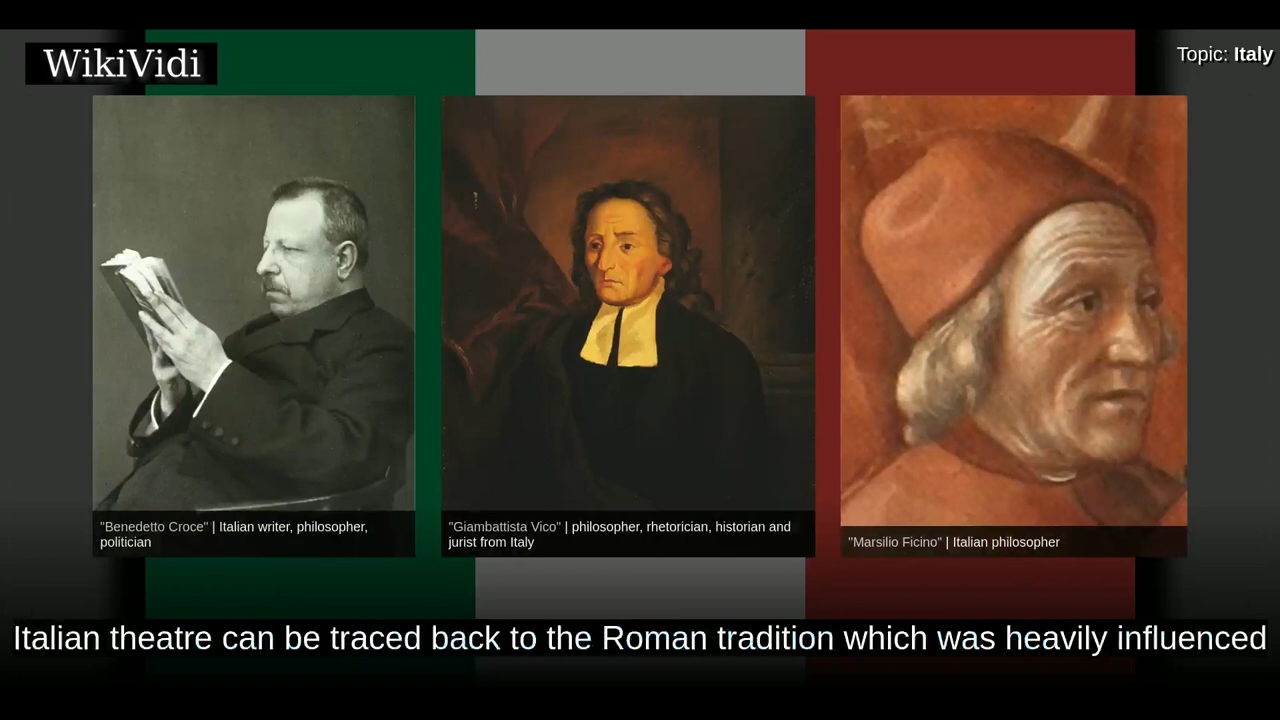 WikiVidi
Topic: Italy
"Benedetto Croce" | Italian writer, philosopher,
politician
"Giambattista Vico" | philosopher, rhetorician, historian and
jurist from Italy
"Marsilio Ficino" | Italian philosopher
Italian theatre can be traced back to the Roman tradition which was heavily influenced